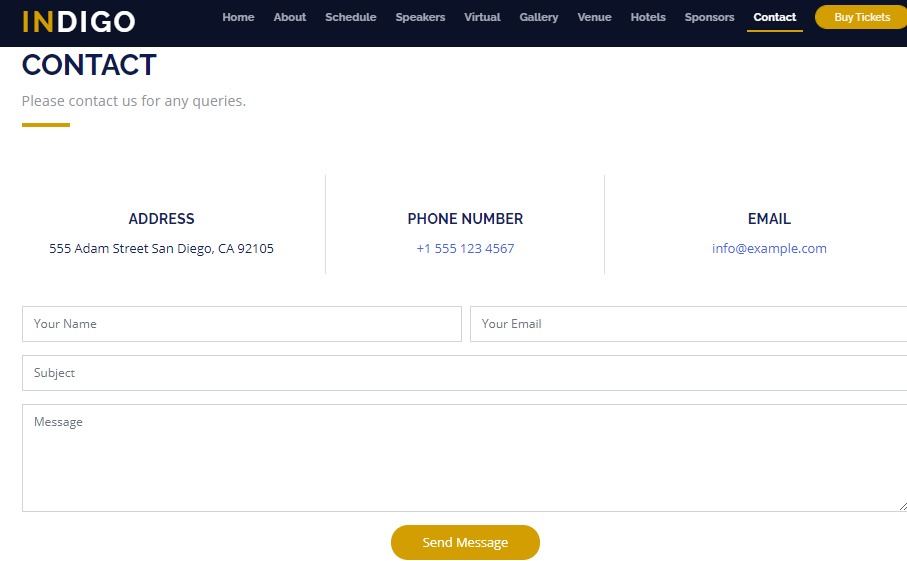 INDIGO Home About Schedule Speakers Virtual Gallery Venue Hotels Sponsors Contact Buy Tickets
CONTACT
Please contact us for any queries.
ADDRESS PHONE NUMBER EMAIL
555 Adam Street San Diego, CA 92105 +1 555 123 4567 info@example.com
Your Name Your Email
Subject
Message
Send Message